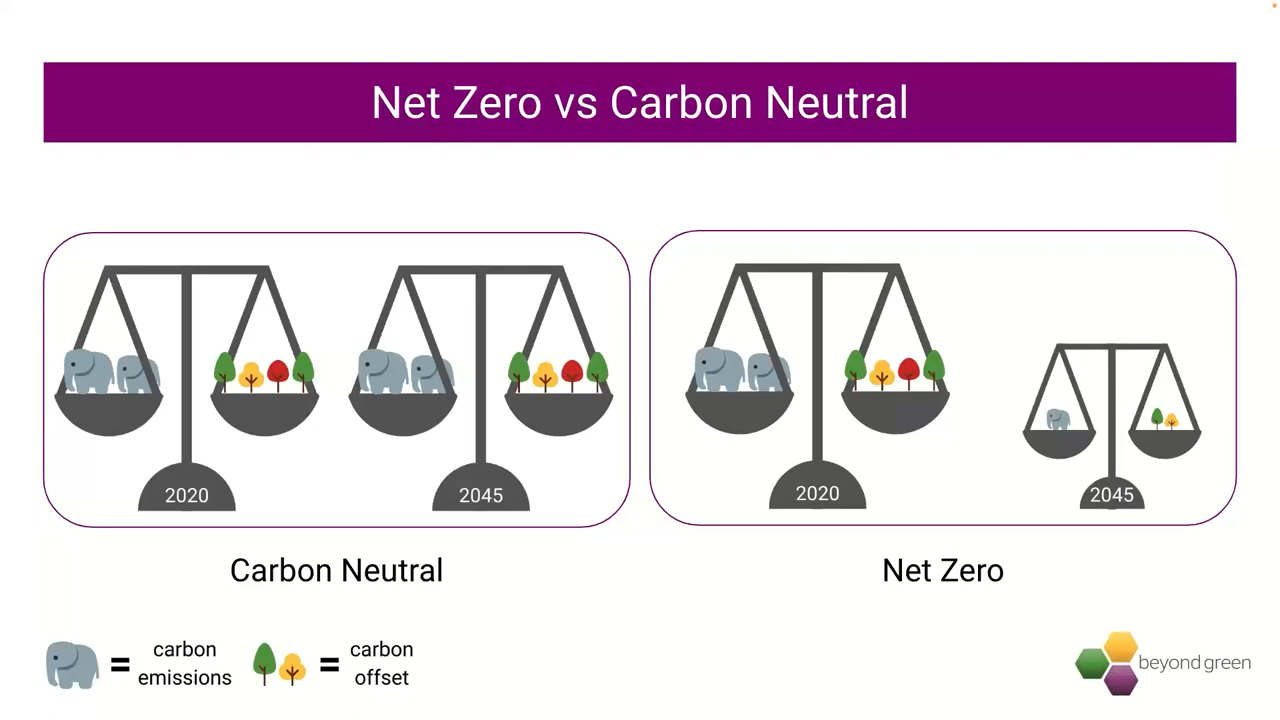 Net Zero vs Carbon Neutral
2020
2045
2020
2045
Carbon Neutral
Net Zero
= carbon
emissions
= carbon
offset
beyond green